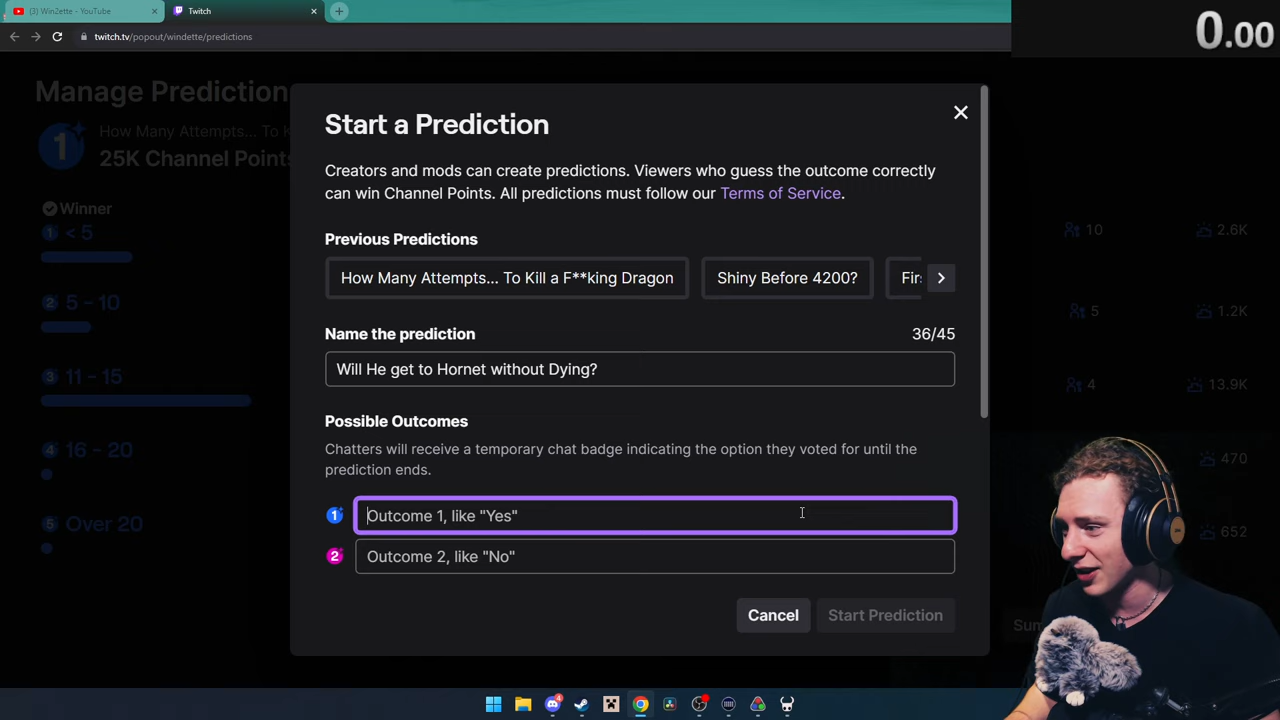 (3) Win2ette - YouTube
Twitch
0.00
twitch.tv/popout/windette/predictions
Manage Prediction
How Many Attempts... To K
25K Channel Points
Winner
1 < 5
2 5 - 10
3 11 - 15
4 16 - 20
5 Over 20
Start a Prediction
Creators and mods can create predictions. Viewers who guess the outcome correctly
can win Channel Points. All predictions must follow our Terms of Service.
Previous Predictions
How Many Attempts... To Kill a F**king Dragon
Shiny Before 4200?
Fir
Name the prediction
36/45
Will He get to Hornet without Dying?
Possible Outcomes
Chatters will receive a temporary chat badge indicating the option they voted for until the
prediction ends.
1 Outcome 1, like "Yes"
2 Outcome 2, like "No"
Cancel
Start Prediction
10
2.6K
5
1.2K
4
13.9K
470
652
Sum